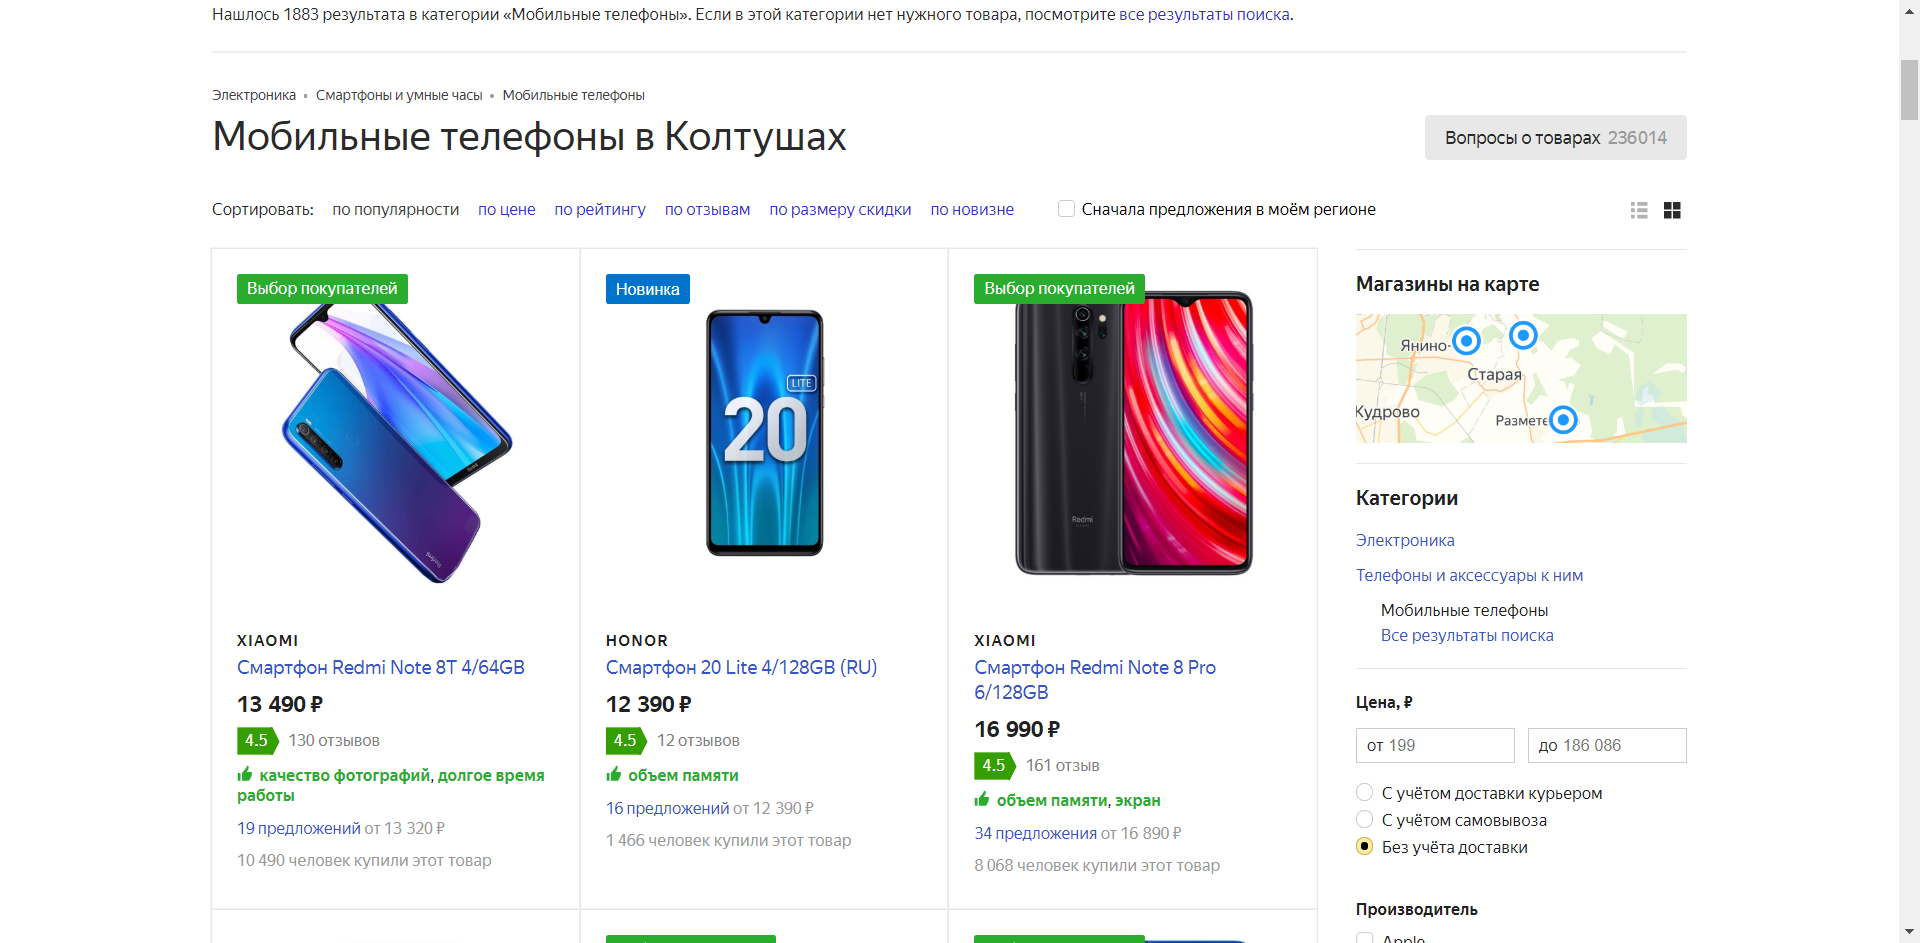 Нашлось 1883 результата в категории «Мобильные телефоны». Если в этой категории нет нужного товара, посмотрите все результаты поиска.
Электроника • Смартфоны и умные часы • Мобильные телефоны
Мобильные телефоны в Колтушах
Вопросы о товарах 236014
Сортировать: по популярности по цене по рейтингу по отзывам по размеру скидки по новизне
Сначала предложения в моём регионе
Выбор покупателей
Redmi
Redmi
XIAOMI
Смартфон Redmi Note 8T 4/64GB
13 490 ₽
4.5 130 отзывов
качество фотографий, долгое время
работы
19 предложений от 13 320 ₽
10 490 человек купили этот товар
Новинка
LITE
20
HONOR
Смартфон 20 Lite 4/128GB (RU)
12 390 ₽
4.5 12 отзывов
объем памяти
16 предложений от 12 390 ₽
1 466 человек купили этот товар
Выбор покупателей
Redmi
XIAOMI
Смартфон Redmi Note 8 Pro
6/128GB
16 990 ₽
4.5 161 отзыв
объем памяти, экран
34 предложения от 16 890 ₽
8 068 человек купили этот товар
Магазины на карте
Янино-
Старая
Кудрово
Размете
Категории
Электроника
Телефоны и аксессуары к ним
Мобильные телефоны
Все результаты поиска
Цена, ₽
от 199
до 186 086
С учётом доставки курьером
С учётом самовывоза
Без учёта доставки
Производитель
Apple